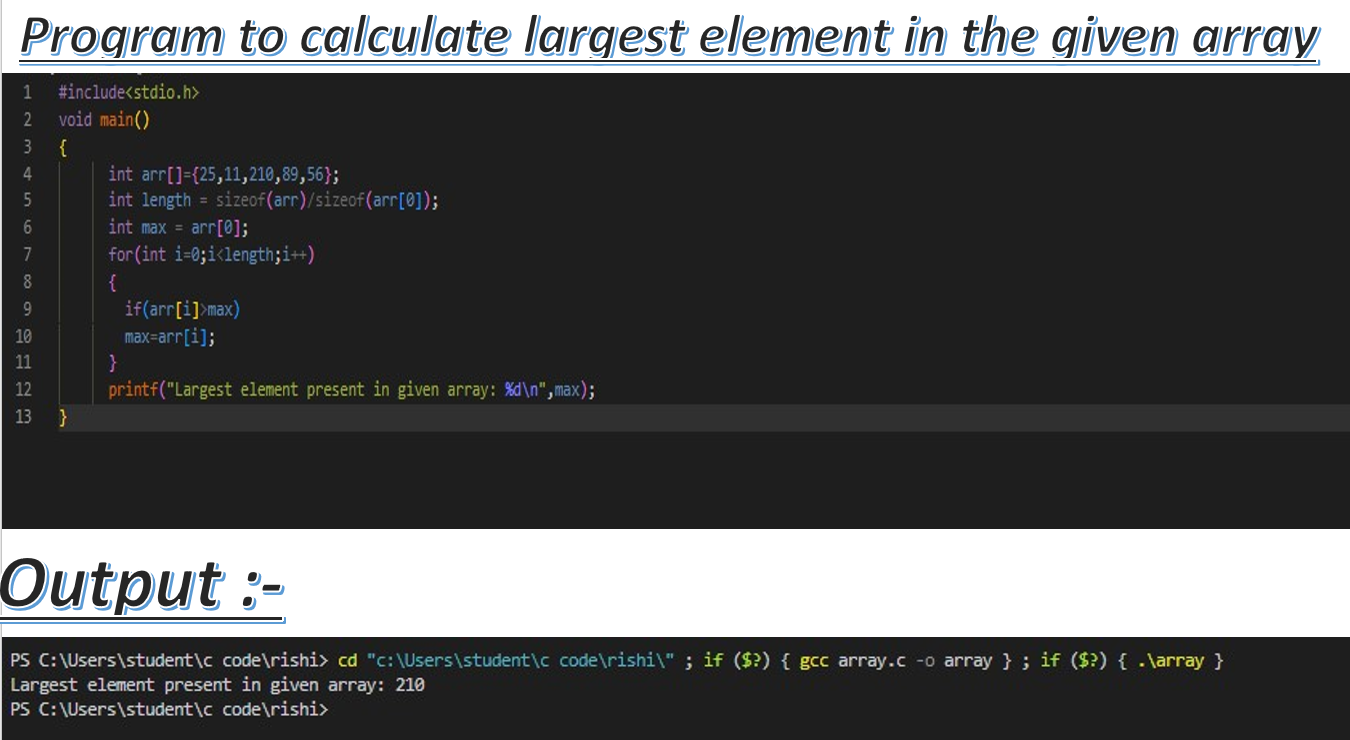 Program to calculate largest element in the given array
1 #include<stdio.h>
2 void main()
3 {
4 int arr[]={25,11,210,89,56};
5 int length = sizeof(arr)/sizeof(arr[0]);
6 int max = arr[0];
7 for(int i=0;i<length;i++)
8 {
9 if(arr[i]>max)
10 max=arr[i];
11 }
12 printf("Largest element present in given array: %d\n",max);
13 }
Output :-
PS C:\Users\student\c code\rishi> cd "c:\Users\student\c code\rishi\" ; if ($?) { gcc array.c -o array } ; if ($?) { .\array }
Largest element present in given array: 210
PS C:\Users\student\c code\rishi>